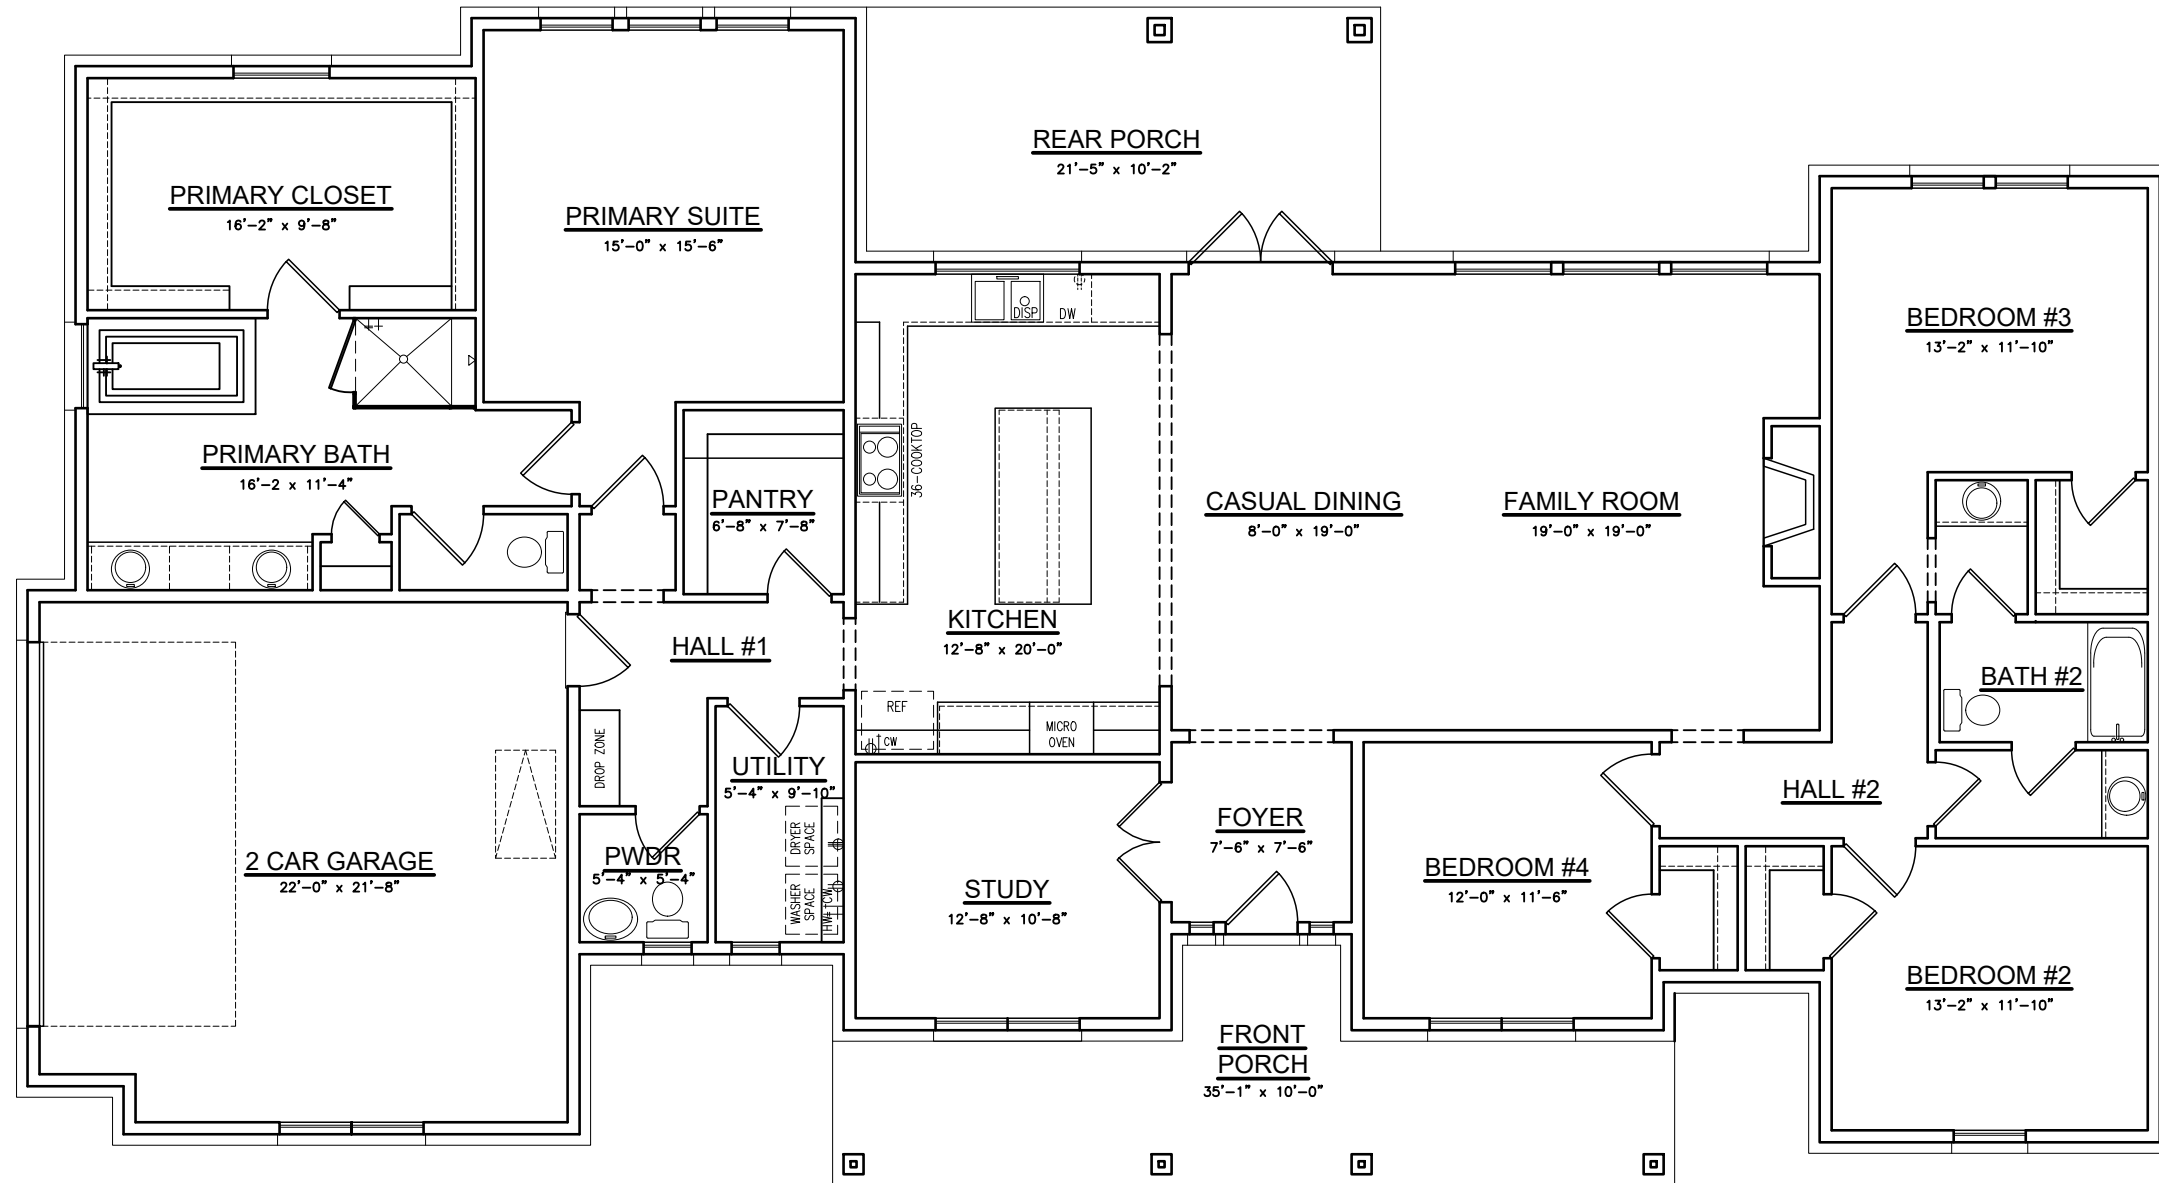 REAR PORCH
21'-5" x 10'-2"
PRIMARY CLOSET
16'-2" x 9'-8"
PRIMARY SUITE
15'-0" x 15'-6"
DISP
DW
BEDROOM #3
13'-2" x 11'-10"
PRIMARY BATH
16'-2 x 11'-4"
36-COOKTOP
PANTRY
6'-8" x 7'-8"
CASUAL DINING
8'-0" x 19'-0"
FAMILY ROOM
19'-0" x 19'-0"
KITCHEN
12'-8" x 20'-0"
HALL #1
BATH #2
REF
CW
MICRO
OVEN
DROP ZONE
UTILITY
5'-4" x 9'-10"
HALL #2
FOYER
7'-6" x 7'-6"
DRYER
SPACE
2 CAR GARAGE
22'-0" x 21'-8"
PWDR
5'-4" x 5'-4"
WASHER
SPACE
HW
CW
STUDY
12'-8" x 10'-8"
BEDROOM #4
12'-0" x 11'-6"
BEDROOM #2
13'-2" x 11'-10"
FRONT
PORCH
35'-1" x 10'-0"